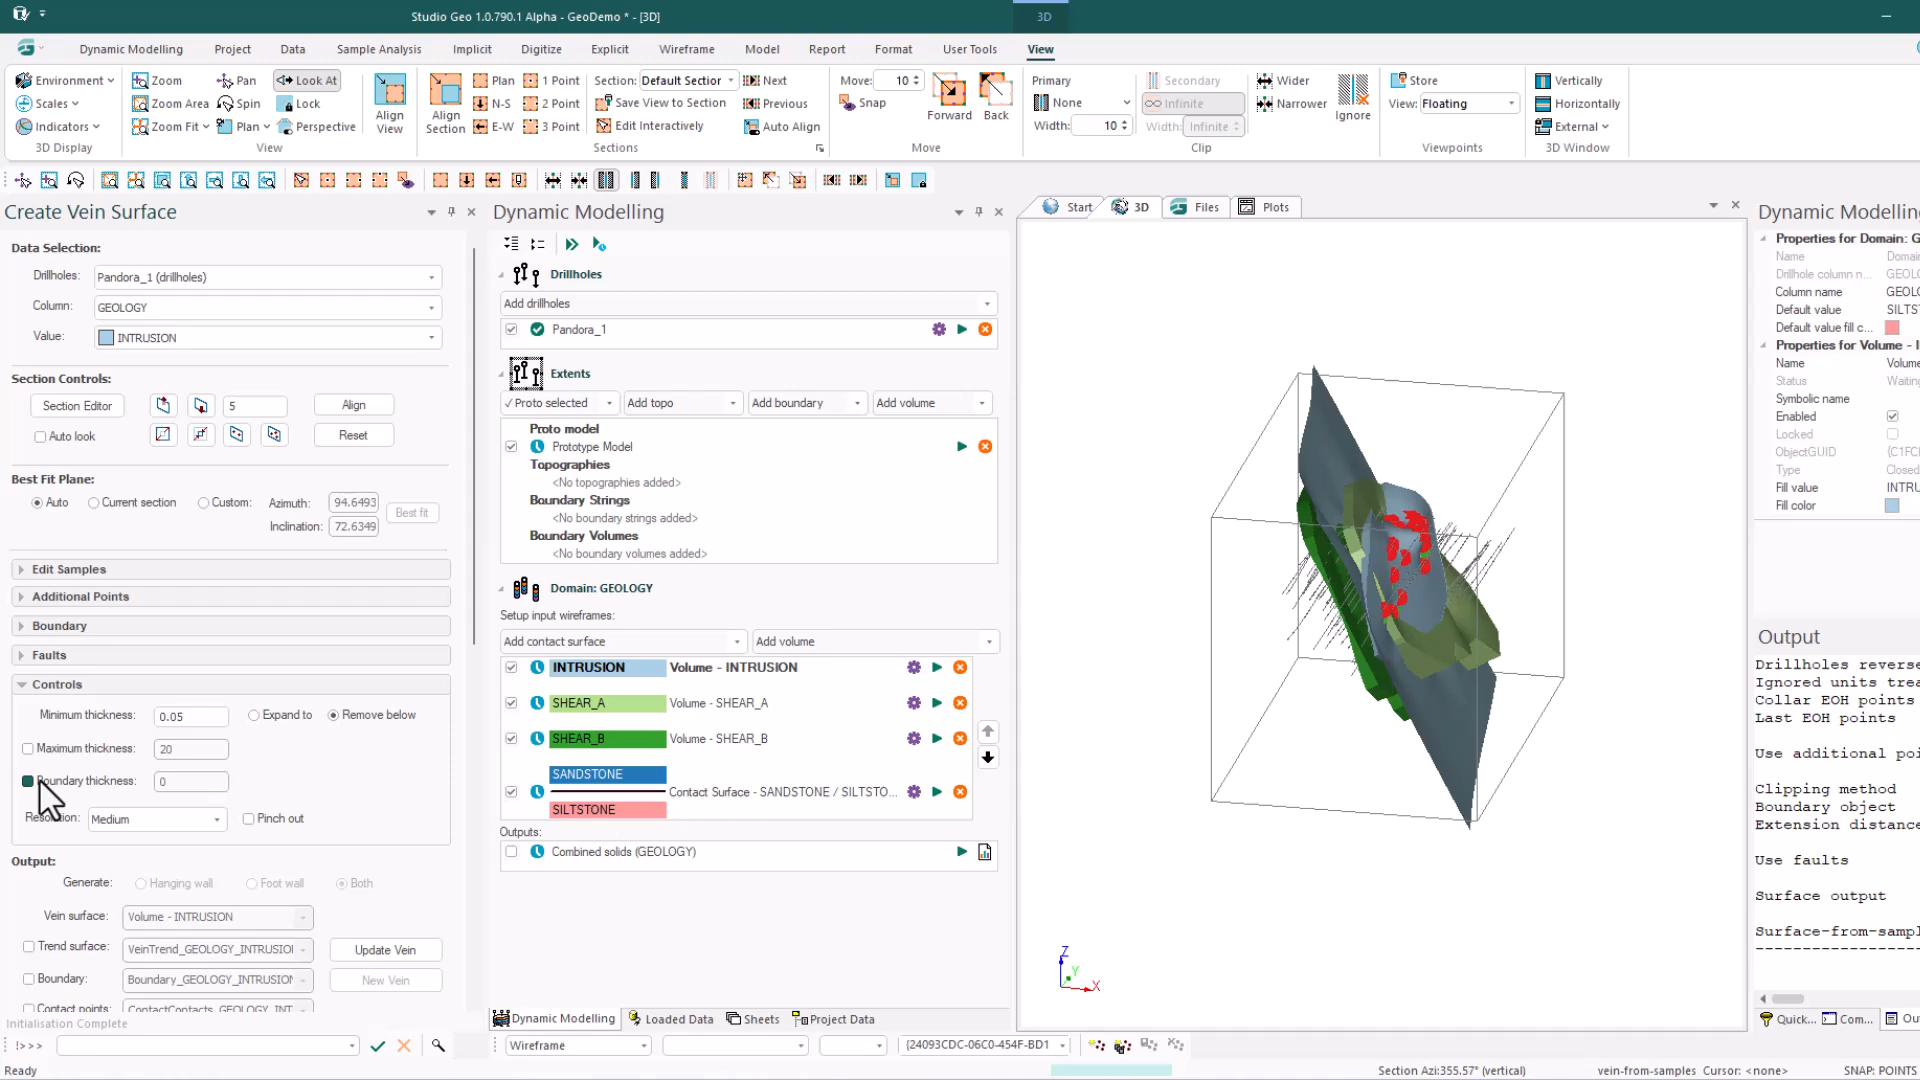 Studio Geo 1.0.790.1 Alpha - GeoDemo * - [3D]
3D
Dynamic Modelling
Project
Data
Sample Analysis
Implicit
Digitize
Explicit
Wireframe
Model
Report
Format
User Tools
View
Environment
Zoom
Pan
Look At
Plan
1 Point
Section: Default Section
Next
Move: 10
Primary
Secondary
Wider
Store
Vertically
Scales
Zoom Area
Spin
Lock
N-S
2 Point
Save View to Section
Previous
Snap
None
Infinite
Narrower
View: Floating
Horizontally
Indicators
Zoom Fit
Plan
Perspective
Align View
Align Section
E-W
3 Point
Edit Interactively
Auto Align
Forward
Back
Width: 10
Width: Infinite
Ignore
External
3D Display
View
Sections
Move
Clip
Viewpoints
3D Window
Create Vein Surface
Data Selection:
Drillholes: Pandora_1 (drillholes)
Column: GEOLOGY
Value: INTRUSION
Section Controls:
Section Editor
5
Align
Auto look
Reset
Best Fit Plane:
Auto
Current section
Custom:
Azimuth: 94.6493
Best fit
Inclination: 72.6349
Edit Samples
Additional Points
Boundary
Faults
Controls
Minimum thickness: 0.05
Expand to
Remove below
Maximum thickness: 20
Boundary thickness: 0
Resolution: Medium
Pinch out
Output:
Generate:
Hanging wall
Foot wall
Both
Vein surface: Volume - INTRUSION
Trend surface: VeinTrend_GEOLOGY_INTRUSION
Update Vein
Boundary: Boundary_GEOLOGY_INTRUSION
New Vein
Contact points: ContactContacts_GEOLOGY_INT
Initialisation Complete
!>>>
Ready
Dynamic Modelling
Drillholes
Add drillholes
Pandora_1
Extents
✓ Proto selected
Add topo
Add boundary
Add volume
Proto model
Prototype Model
Topographies
<No topographies added>
Boundary Strings
<No boundary strings added>
Boundary Volumes
<No boundary volumes added>
Domain: GEOLOGY
Setup input wireframes:
Add contact surface
Add volume
INTRUSION
Volume - INTRUSION
SHEAR_A
Volume - SHEAR_A
SHEAR_B
Volume - SHEAR_B
SANDSTONE
Contact Surface - SANDSTONE / SILTSTO...
SILTSTONE
Outputs:
Combined solids (GEOLOGY)
Dynamic Modelling
Loaded Data
Sheets
Project Data
Wireframe
{24093CDC-06C0-454F-BD1
Start
3D
Files
Plots
Z
Y
X
Dynamic Modelling
Properties for Domain: G
Name
Domai
Drillhole column n...
GEOLO
Column name
GEOLO
Default value
SILTST
Default value fill c...
Properties for Volume - I
Name
Volume
Status
Waiting
Symbolic name
Enabled
Locked
ObjectGUID
{C1FC
Type
Closed
Fill value
INTRU
Fill color
Output
Drillholes reverse
Ignored units trea
Collar EOH points
Last EOH points
Use additional poi
Clipping method
Boundary object
Extension distance
Use faults
Surface output
Surface-from-sampl
Quick...
Com...
Ou
Section Azi:355.57° (vertical)
vein-from-samples
Cursor: <none>
SNAP: POINTS